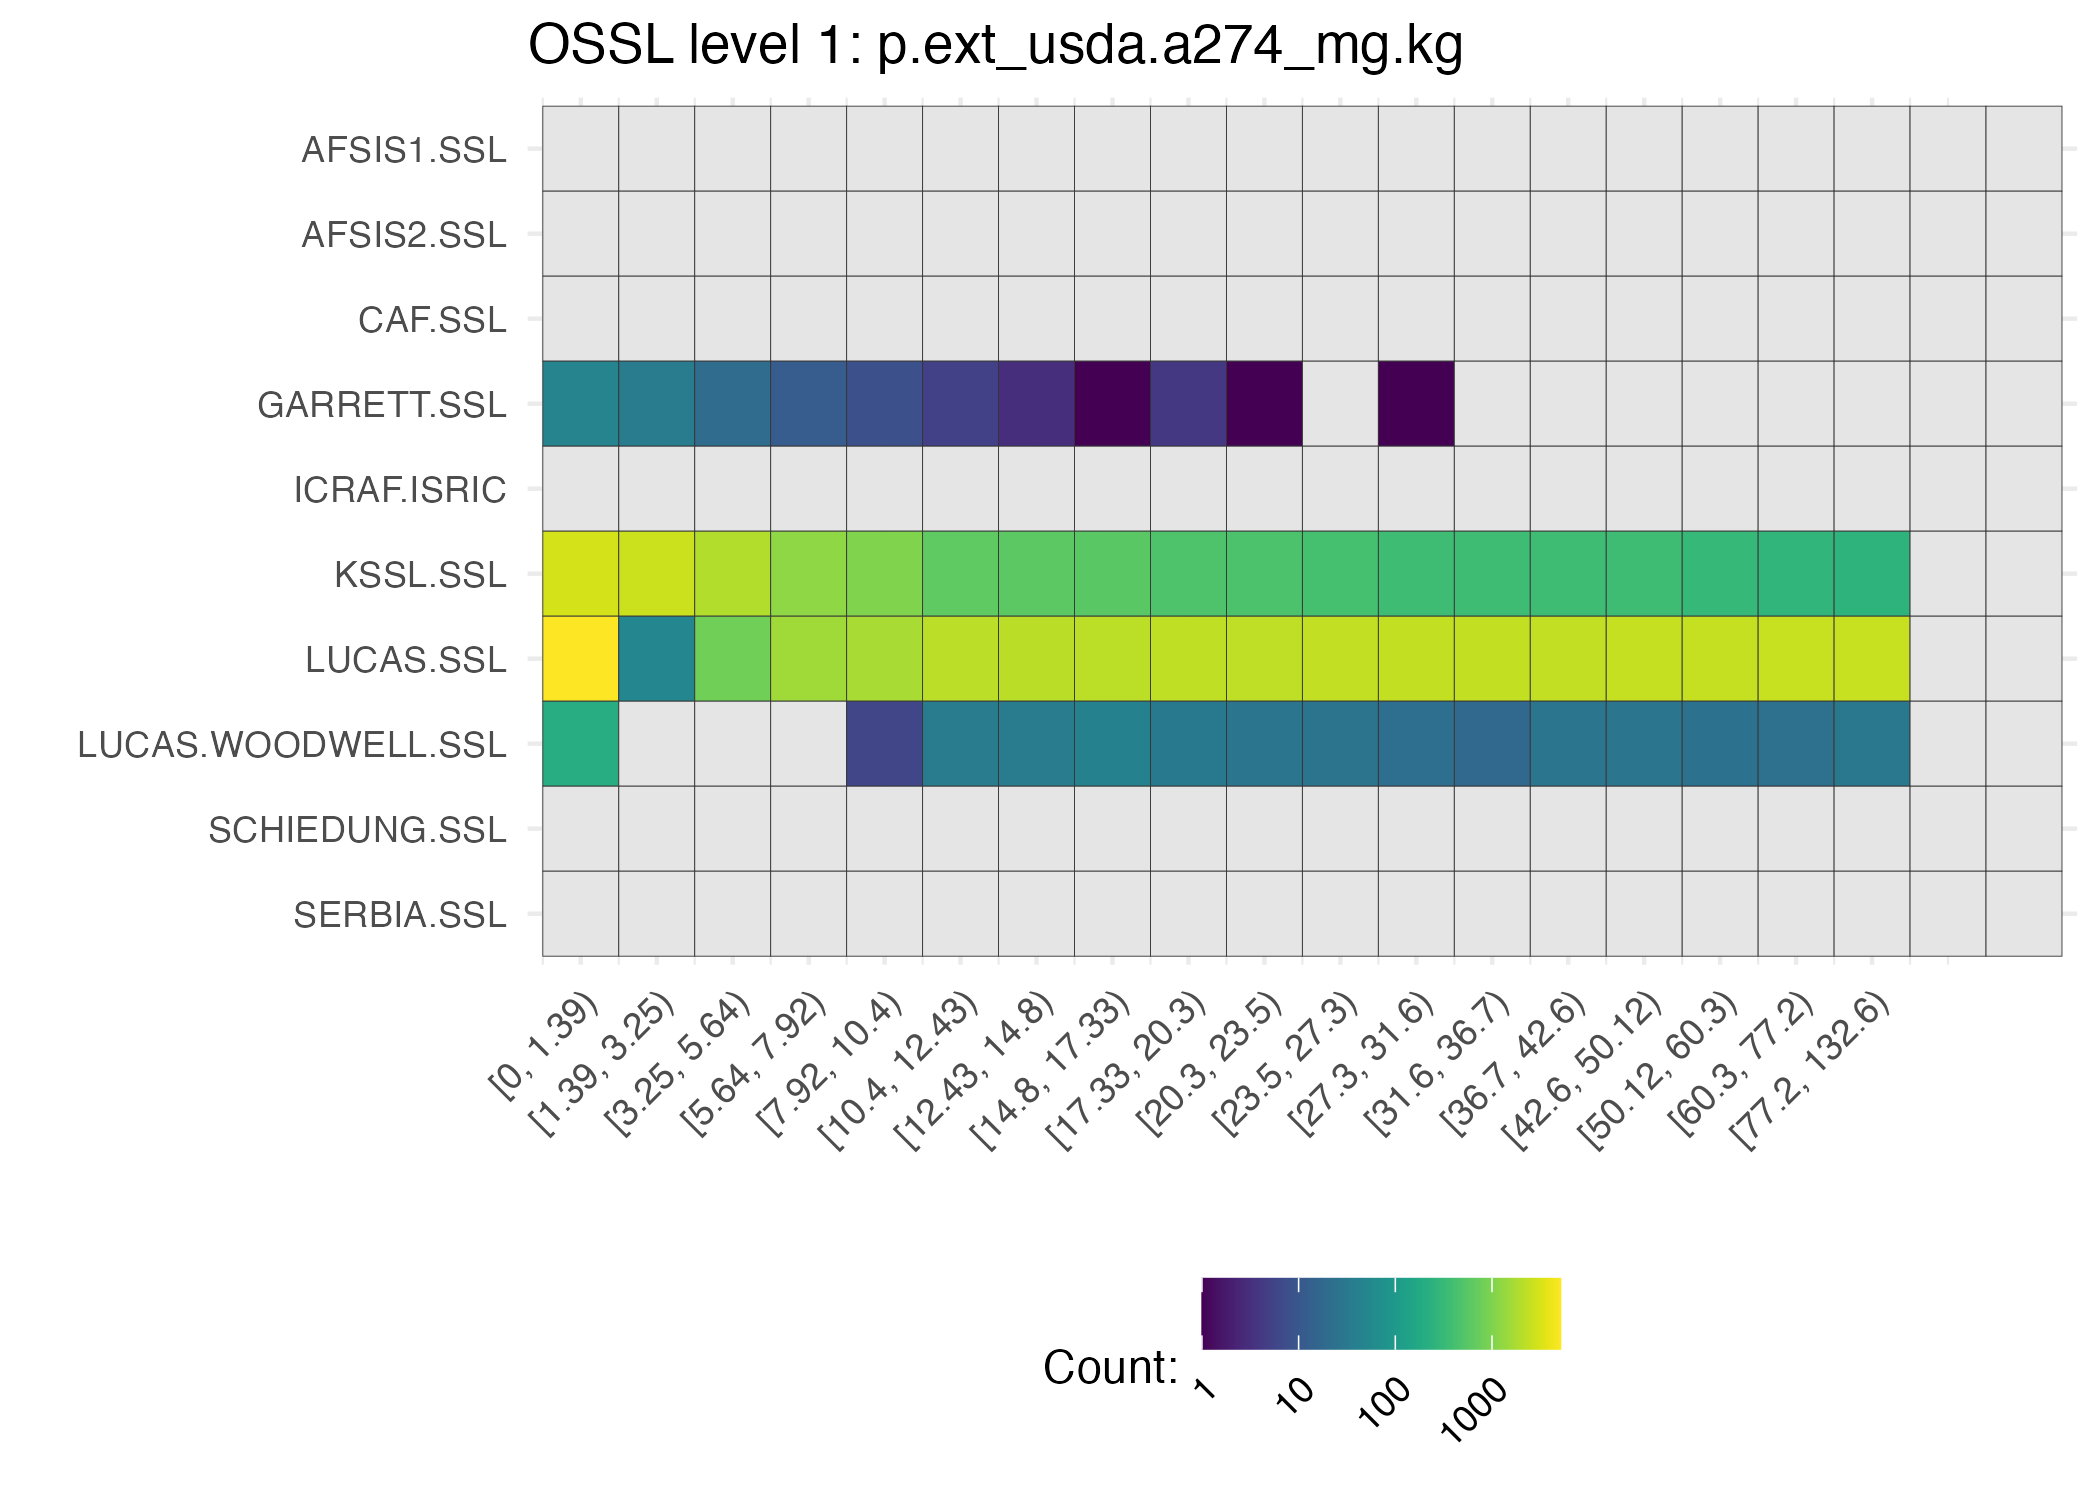 OSSL level 1: p.ext_usda.a274_mg.kg
AFSIS1.SSL
AFSIS2.SSL
CAF.SSL
GARRETT.SSL
ICRAF.ISRIC
KSSL.SSL
LUCAS.SSL
LUCAS.WOODWELL.SSL
SCHIEDUNG.SSL
SERBIA.SSL
[0, 1.39)
[1.39, 3.25)
[3.25, 5.64)
[5.64, 7.92)
[7.92, 10.4)
[10.4, 12.43)
[12.43, 14.8)
[14.8, 17.33)
[17.33, 20.3)
[20.3, 23.5)
[23.5, 27.3)
[27.3, 31.6)
[31.6, 36.7)
[36.7, 42.6)
[42.6, 50.12)
[50.12, 60.3)
[60.3, 77.2)
[77.2, 132.6)
Count:
1
10
100
1000